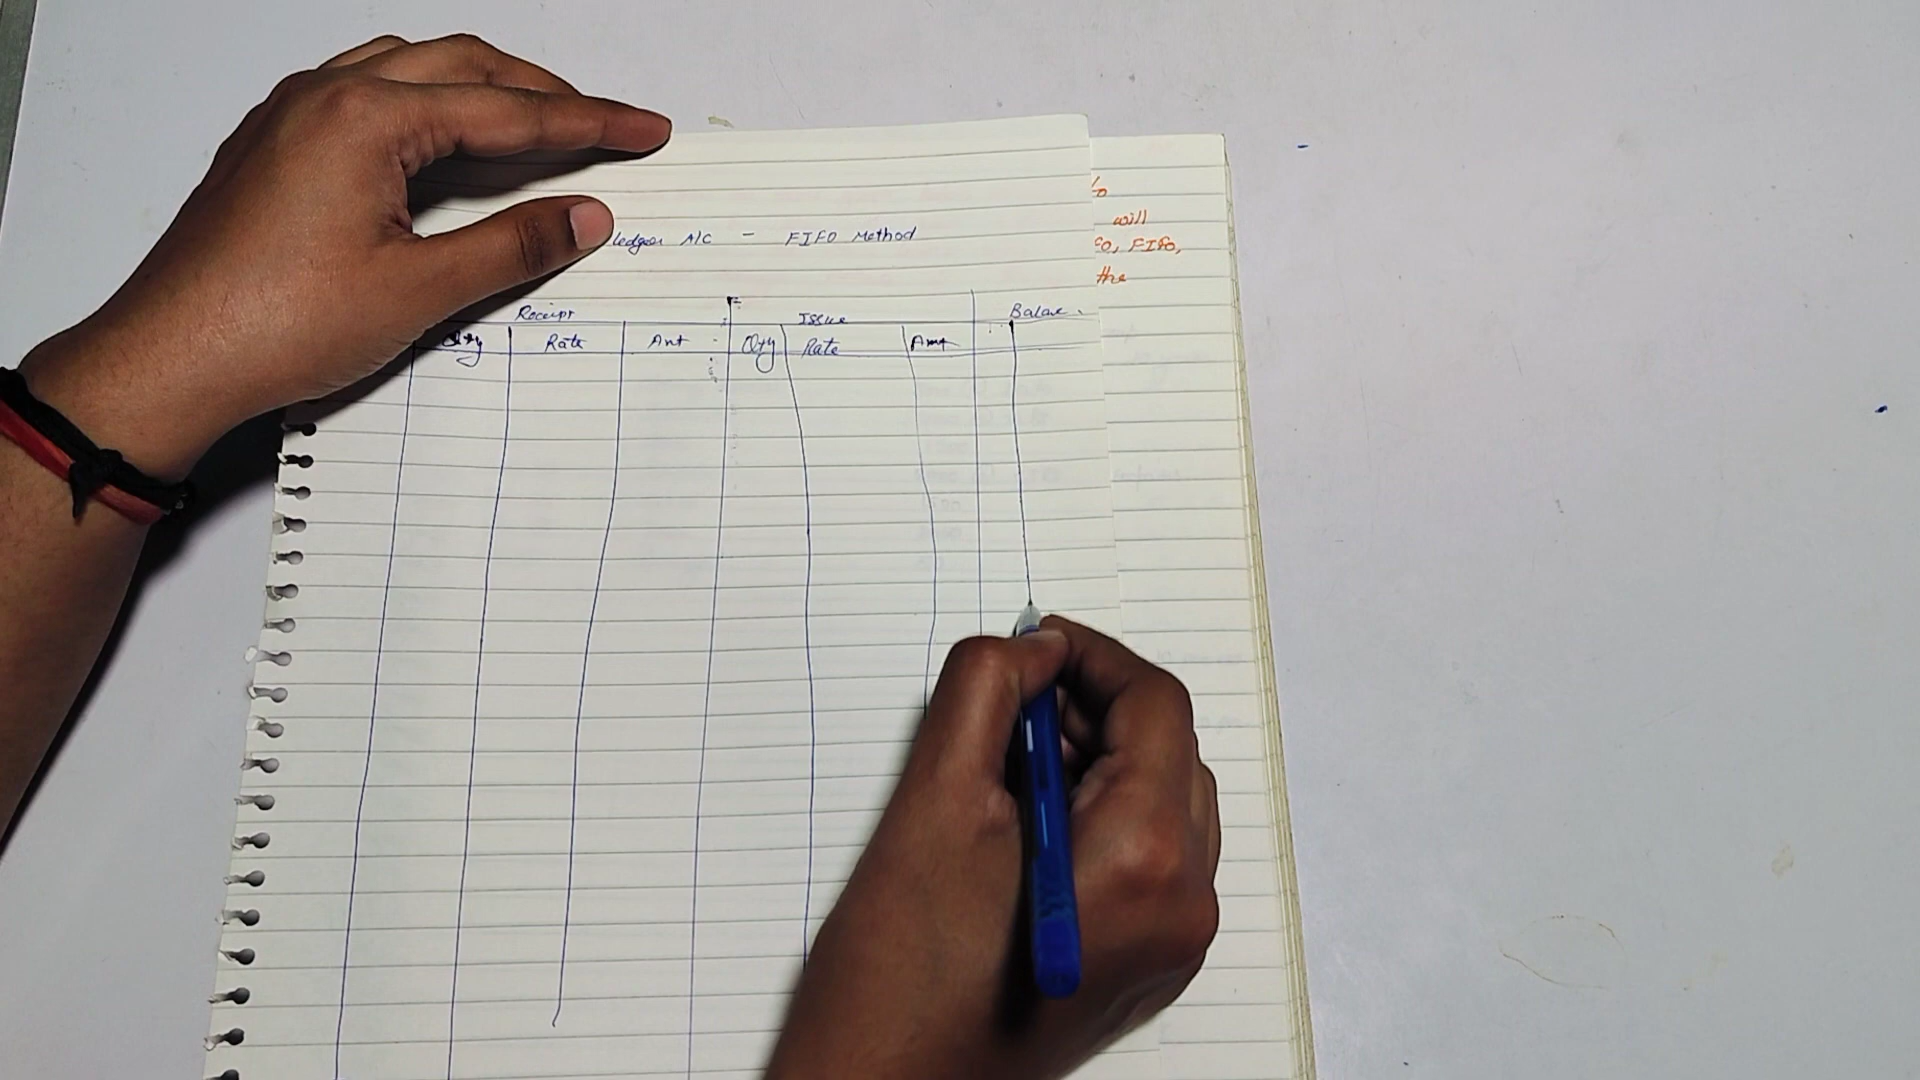 ledger A/C - FIFO Method
Receipt Issue Balance
Qty Rate Amt Qty Rate Amt
will
FIFO,
the